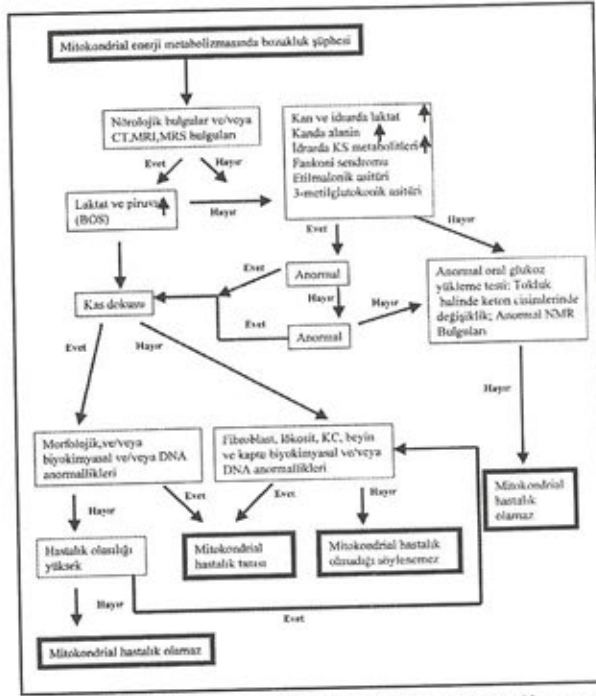 Mitokondrial enerji metabolizmasında bozukluk şüphesi
Nörolojik bulgular ve/veya
CT,MRI,MRS bulguları
Evet
Hayır
Kan ve idrarda laktat
Kanda alanin
İdrarda KS metabolitleri
Fankoni sendromu
Etilmalonik asitüri
3-metilglutokonik asitüri
Laktat ve piruvat
(BOS)
Hayır
Evet
Hayır
Anormal
Evet
Hayır
Anormal
Evet
Hayır
Anormal oral glukoz
yükleme testi: Tokluk
halinde keton cisimlerinde
değişiklik; Anormal NMR
Bulguları
Kas dokusu
Evet
Hayır
Hayır
Morfolojik,ve/veya
biyokimyasal ve/veya DNA
anormallikleri
Fibroblast, lökosit, KC, beyin
ve kaptu biyokimyasal ve/veya
DNA anormallikleri
Evet
Evet
Hayır
Hayır
Mitokondrial
hastalık
olamaz
Hastalık olasılığı
yüksek
Mitokondrial
hastalık tanısı
Mitokondrial hastalık
olmadığı söylenemez
Hayır
Evet
Mitokondrial hastalık olamaz